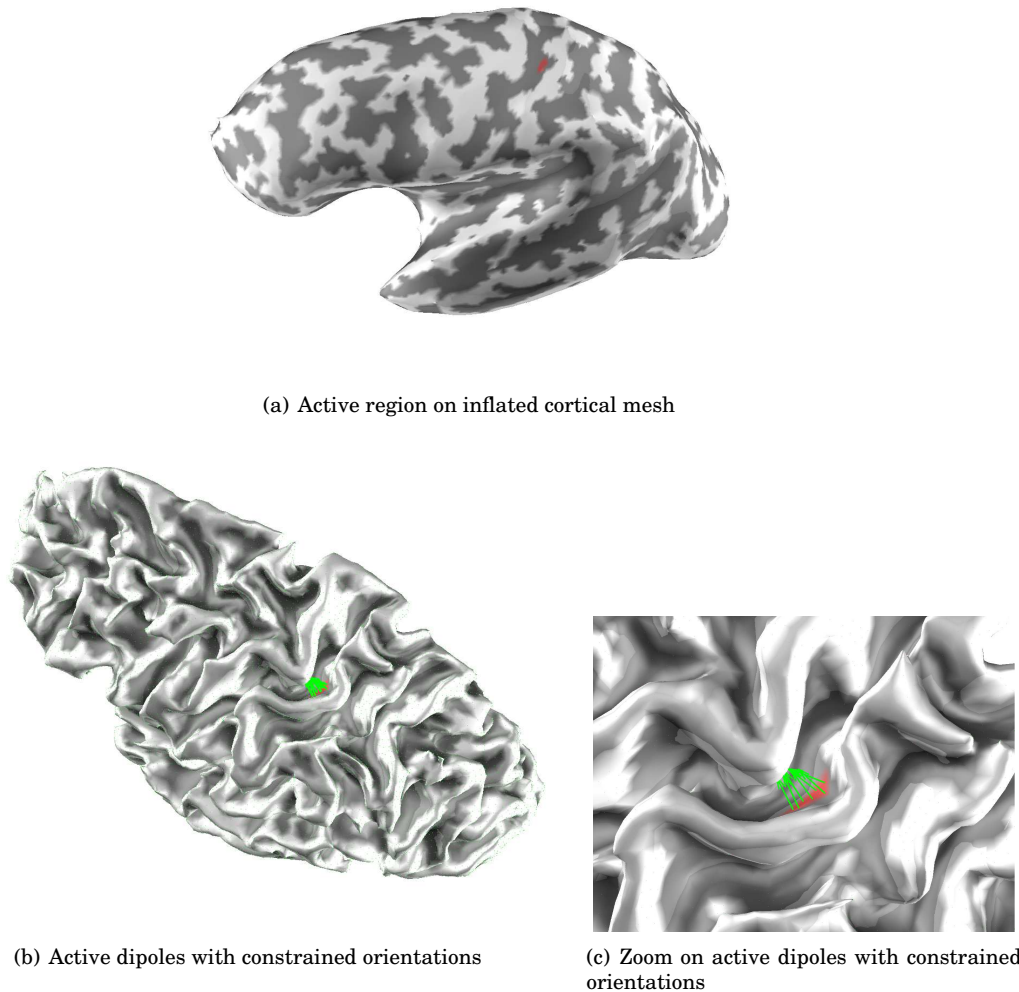 (a) Active region on inflated cortical mesh
(b) Active dipoles with constrained orientations
(c) Zoom on active dipoles with constrained
orientations